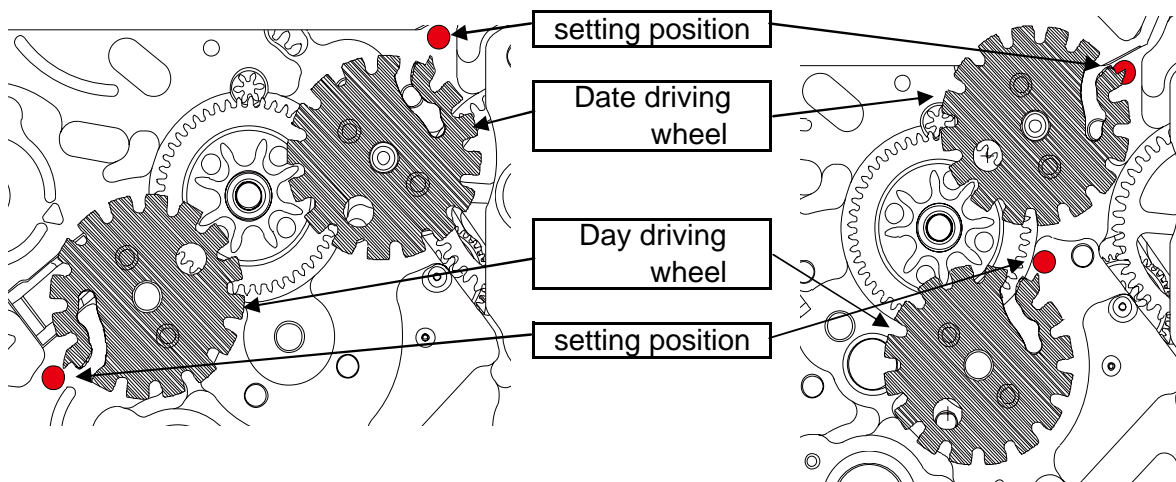 setting position
Date driving
wheel
Day driving
wheel
setting position